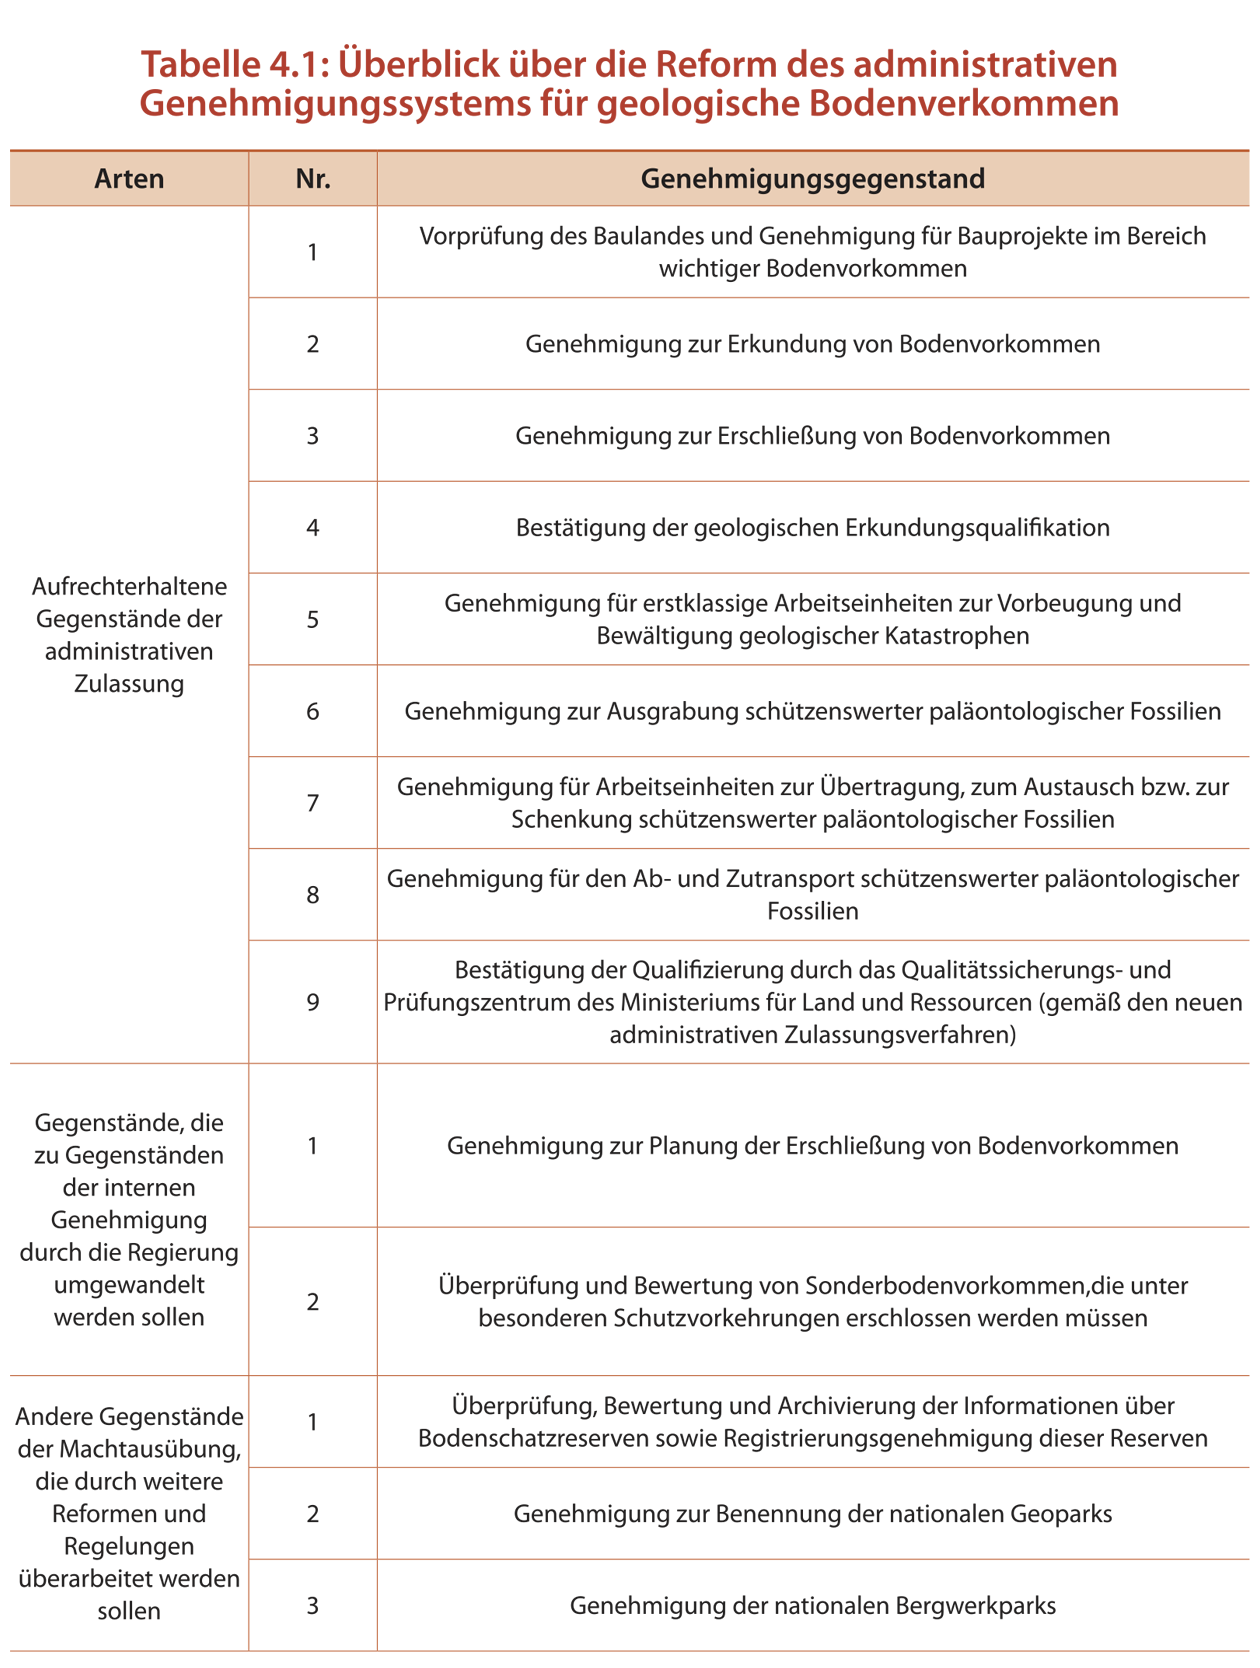 Tabelle 4.1: Überblick über die Reform des administrativen
Genehmigungssystems für geologische Bodenverkommen
Arten
Nr.
Genehmigungsgegenstand
Aufrechterhaltene
Gegenstände der
administrativen
Zulassung
1
Vorprüfung des Baulandes und Genehmigung für Bauprojekte im Bereich
wichtiger Bodenvorkommen
2
Genehmigung zur Erkundung von Bodenvorkommen
3
Genehmigung zur Erschließung von Bodenvorkommen
4
Bestätigung der geologischen Erkundungsqualifikation
5
Genehmigung für erstklassige Arbeitseinheiten zur Vorbeugung und
Bewältigung geologischer Katastrophen
6
Genehmigung zur Ausgrabung schützenswerter paläontologischer Fossilien
7
Genehmigung für Arbeitseinheiten zur Übertragung, zum Austausch bzw. zur
Schenkung schützenswerter paläontologischer Fossilien
8
Genehmigung für den Ab- und Zutransport schützenswerter paläontologischer
Fossilien
9
Bestätigung der Qualifizierung durch das Qualitätssicherungs- und
Prüfungszentrum des Ministeriums für Land und Ressourcen (gemäß den neuen
administrativen Zulassungsverfahren)
Gegenstände, die
zu Gegenständen
der internen
Genehmigung
durch die Regierung
umgewandelt
werden sollen
1
Genehmigung zur Planung der Erschließung von Bodenvorkommen
2
Überprüfung und Bewertung von Sonderbodenvorkommen,die unter
besonderen Schutzvorkehrungen erschlossen werden müssen
Andere Gegenstände
der Machtausübung,
die durch weitere
Reformen und
Regelungen
überarbeitet werden
sollen
1
Überprüfung, Bewertung und Archivierung der Informationen über
Bodenschatzreserven sowie Registrierungsgenehmigung dieser Reserven
2
Genehmigung zur Benennung der nationalen Geoparks
3
Genehmigung der nationalen Bergwerkparks